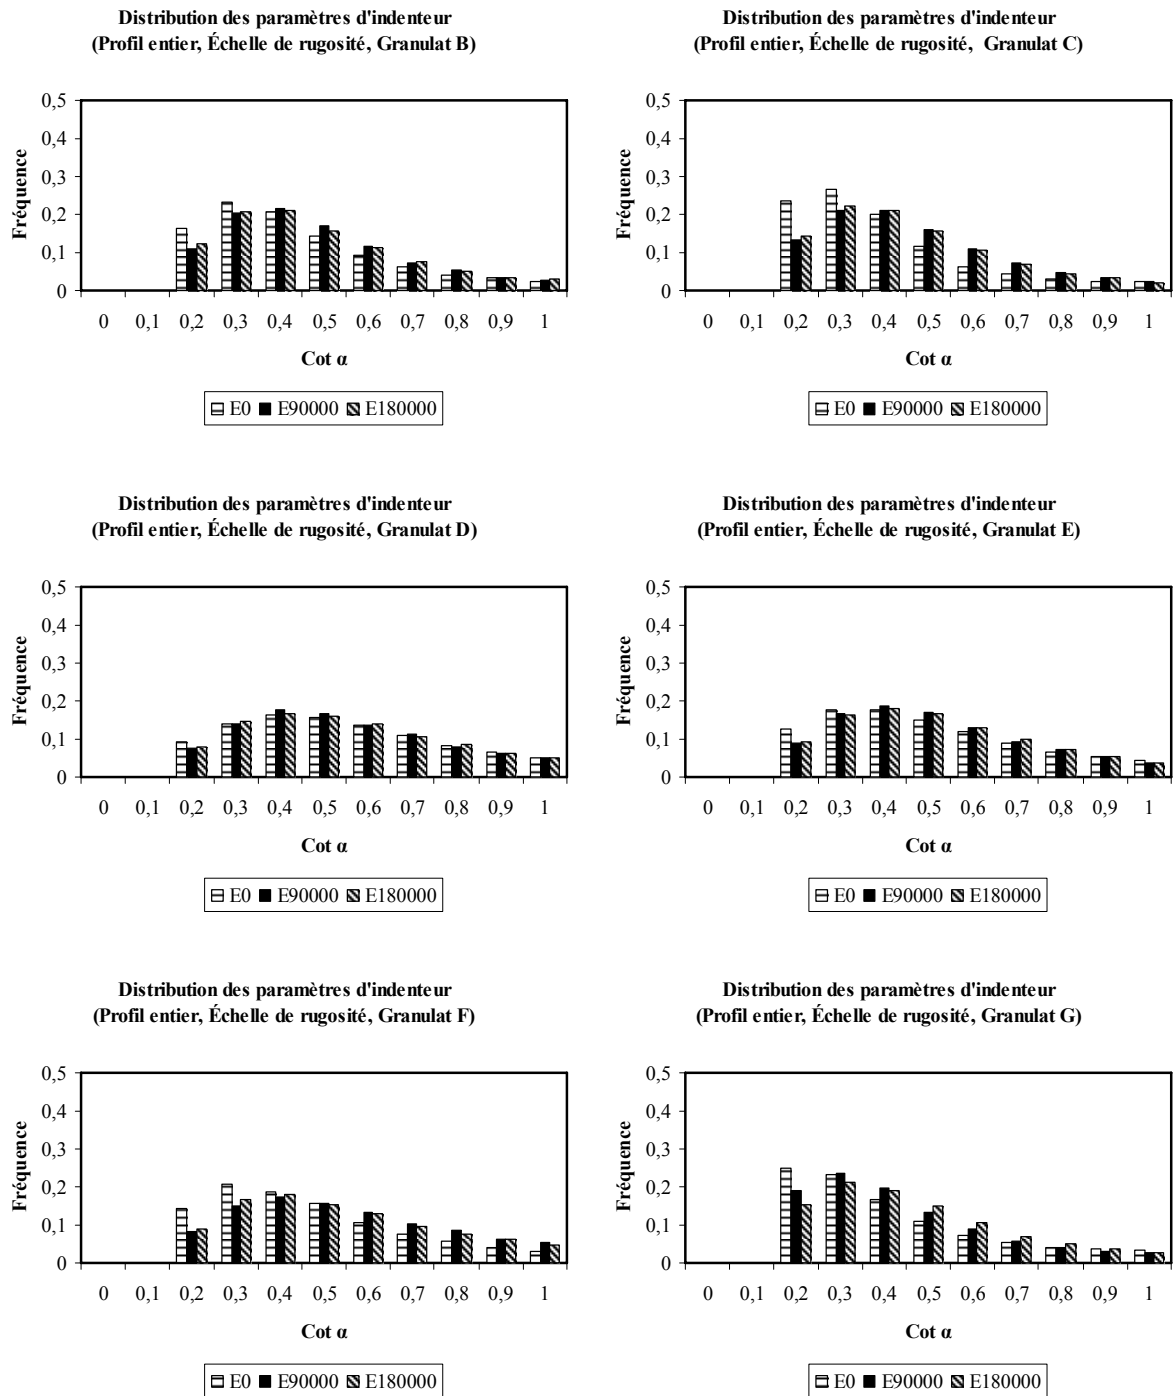 Distribution des paramètres d'indenteur
(Profil entier, Échelle de rugosité, Granulat B)
0,5
0,4
0,3
0,2
0,1
0
Fréquence
0 0,1 0,2 0,3 0,4 0,5 0,6 0,7 0,8 0,9 1
Cot α
E0 E90000 E180000
Distribution des paramètres d'indenteur
(Profil entier, Échelle de rugosité, Granulat C)
0,5
0,4
0,3
0,2
0,1
0
Fréquence
0 0,1 0,2 0,3 0,4 0,5 0,6 0,7 0,8 0,9 1
Cot α
E0 E90000 E180000
Distribution des paramètres d'indenteur
(Profil entier, Échelle de rugosité, Granulat D)
0,5
0,4
0,3
0,2
0,1
0
Fréquence
0 0,1 0,2 0,3 0,4 0,5 0,6 0,7 0,8 0,9 1
Cot α
E0 E90000 E180000
Distribution des paramètres d'indenteur
(Profil entier, Échelle de rugosité, Granulat E)
0,5
0,4
0,3
0,2
0,1
0
Fréquence
0 0,1 0,2 0,3 0,4 0,5 0,6 0,7 0,8 0,9 1
Cot α
E0 E90000 E180000
Distribution des paramètres d'indenteur
(Profil entier, Échelle de rugosité, Granulat F)
0,5
0,4
0,3
0,2
0,1
0
Fréquence
0 0,1 0,2 0,3 0,4 0,5 0,6 0,7 0,8 0,9 1
Cot α
E0 E90000 E180000
Distribution des paramètres d'indenteur
(Profil entier, Échelle de rugosité, Granulat G)
0,5
0,4
0,3
0,2
0,1
0
Fréquence
0 0,1 0,2 0,3 0,4 0,5 0,6 0,7 0,8 0,9 1
Cot α
E0 E90000 E180000